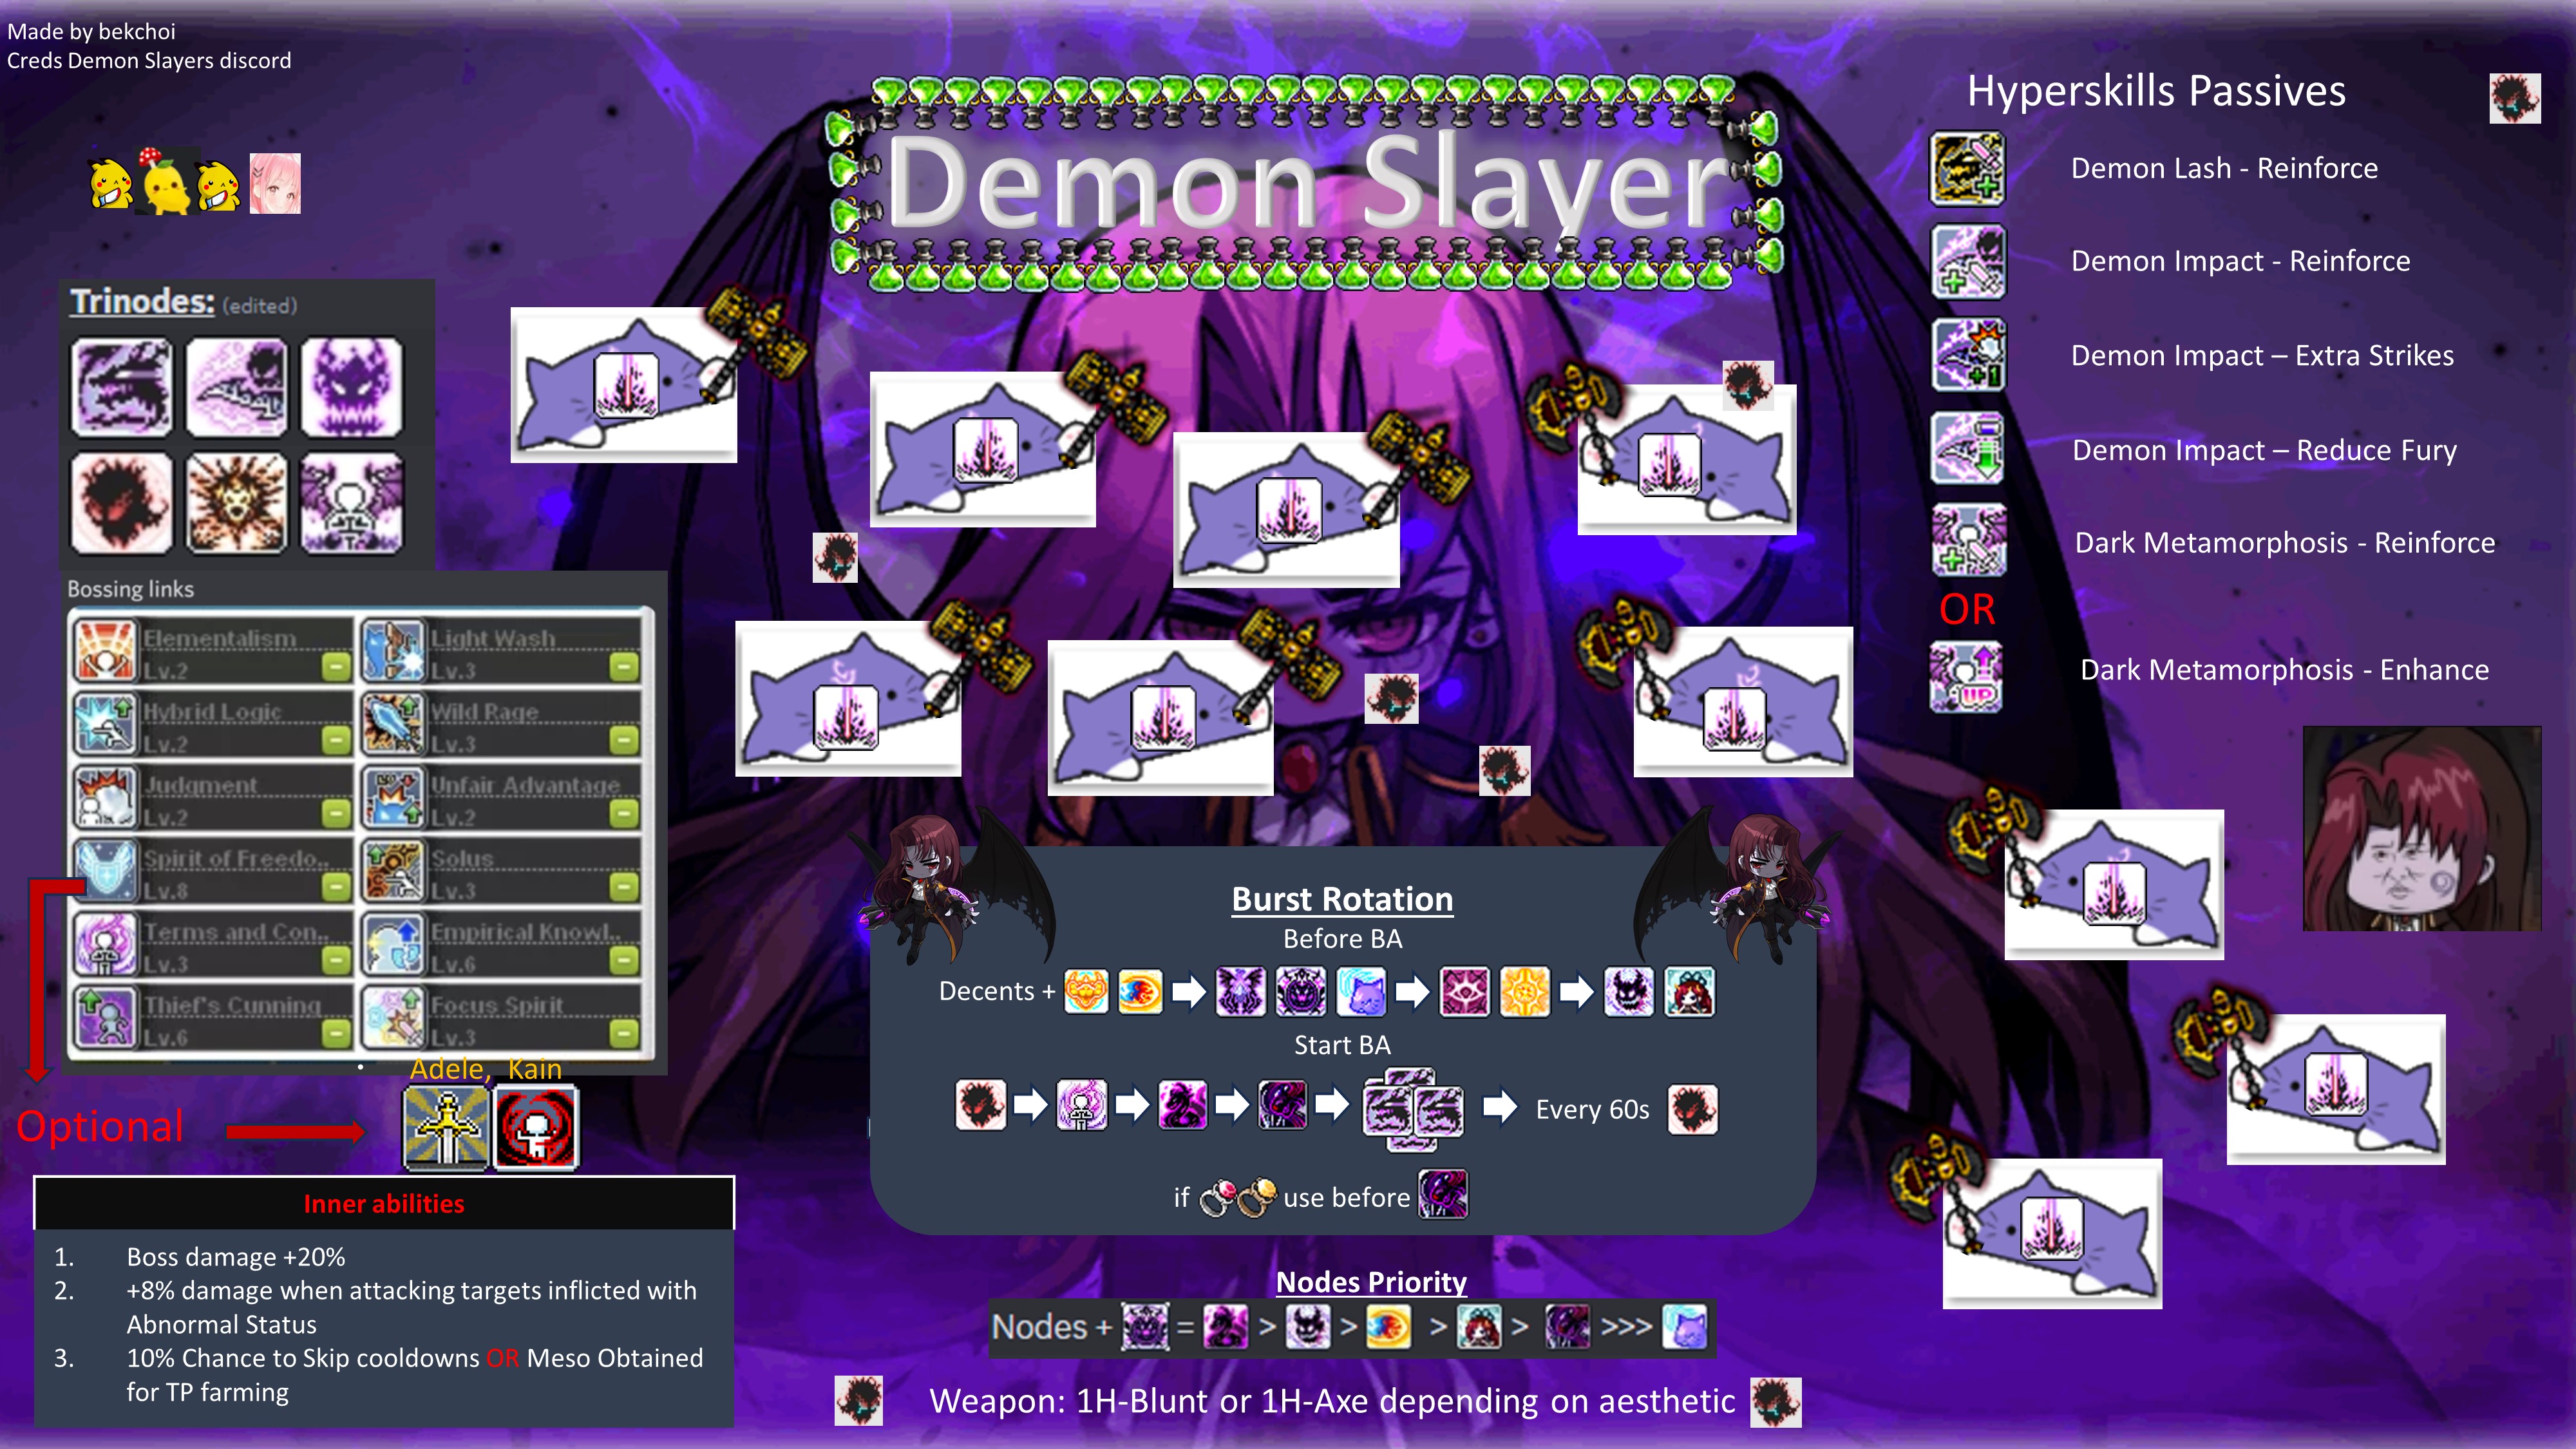 Made by bekchoi
Creds Demon Slayers discord
Demon Slayer
Trinodes: (edited)
Bossing links
Elementalism
Lv.2
Light Wash
Lv.3
Hybrid Logic
Lv.2
Wild Rage
Lv.3
Judgment
Lv.2
Unfair Advantage
Lv.2
Spirit of Freedo..
Lv.8
Solus
Lv.3
Terms and Con..
Lv.3
Empirical Knowl..
Lv.6
Thief's Cunning
Lv.6
Focus Spirit
Lv.3
Adele, Kain
Optional
Inner abilities
1. Boss damage +20%
2. +8% damage when attacking targets inflicted with
Abnormal Status
3. 10% Chance to Skip cooldowns OR Meso Obtained
for TP farming
Burst Rotation
Before BA
Decents +
Start BA
Every 60s
if use before
Nodes Priority
Nodes + = > > > > >>>
Weapon: 1H-Blunt or 1H-Axe depending on aesthetic
Hyperskills Passives
Demon Lash - Reinforce
Demon Impact - Reinforce
+1
Demon Impact – Extra Strikes
Demon Impact – Reduce Fury
Dark Metamorphosis - Reinforce
OR
UP
Dark Metamorphosis - Enhance